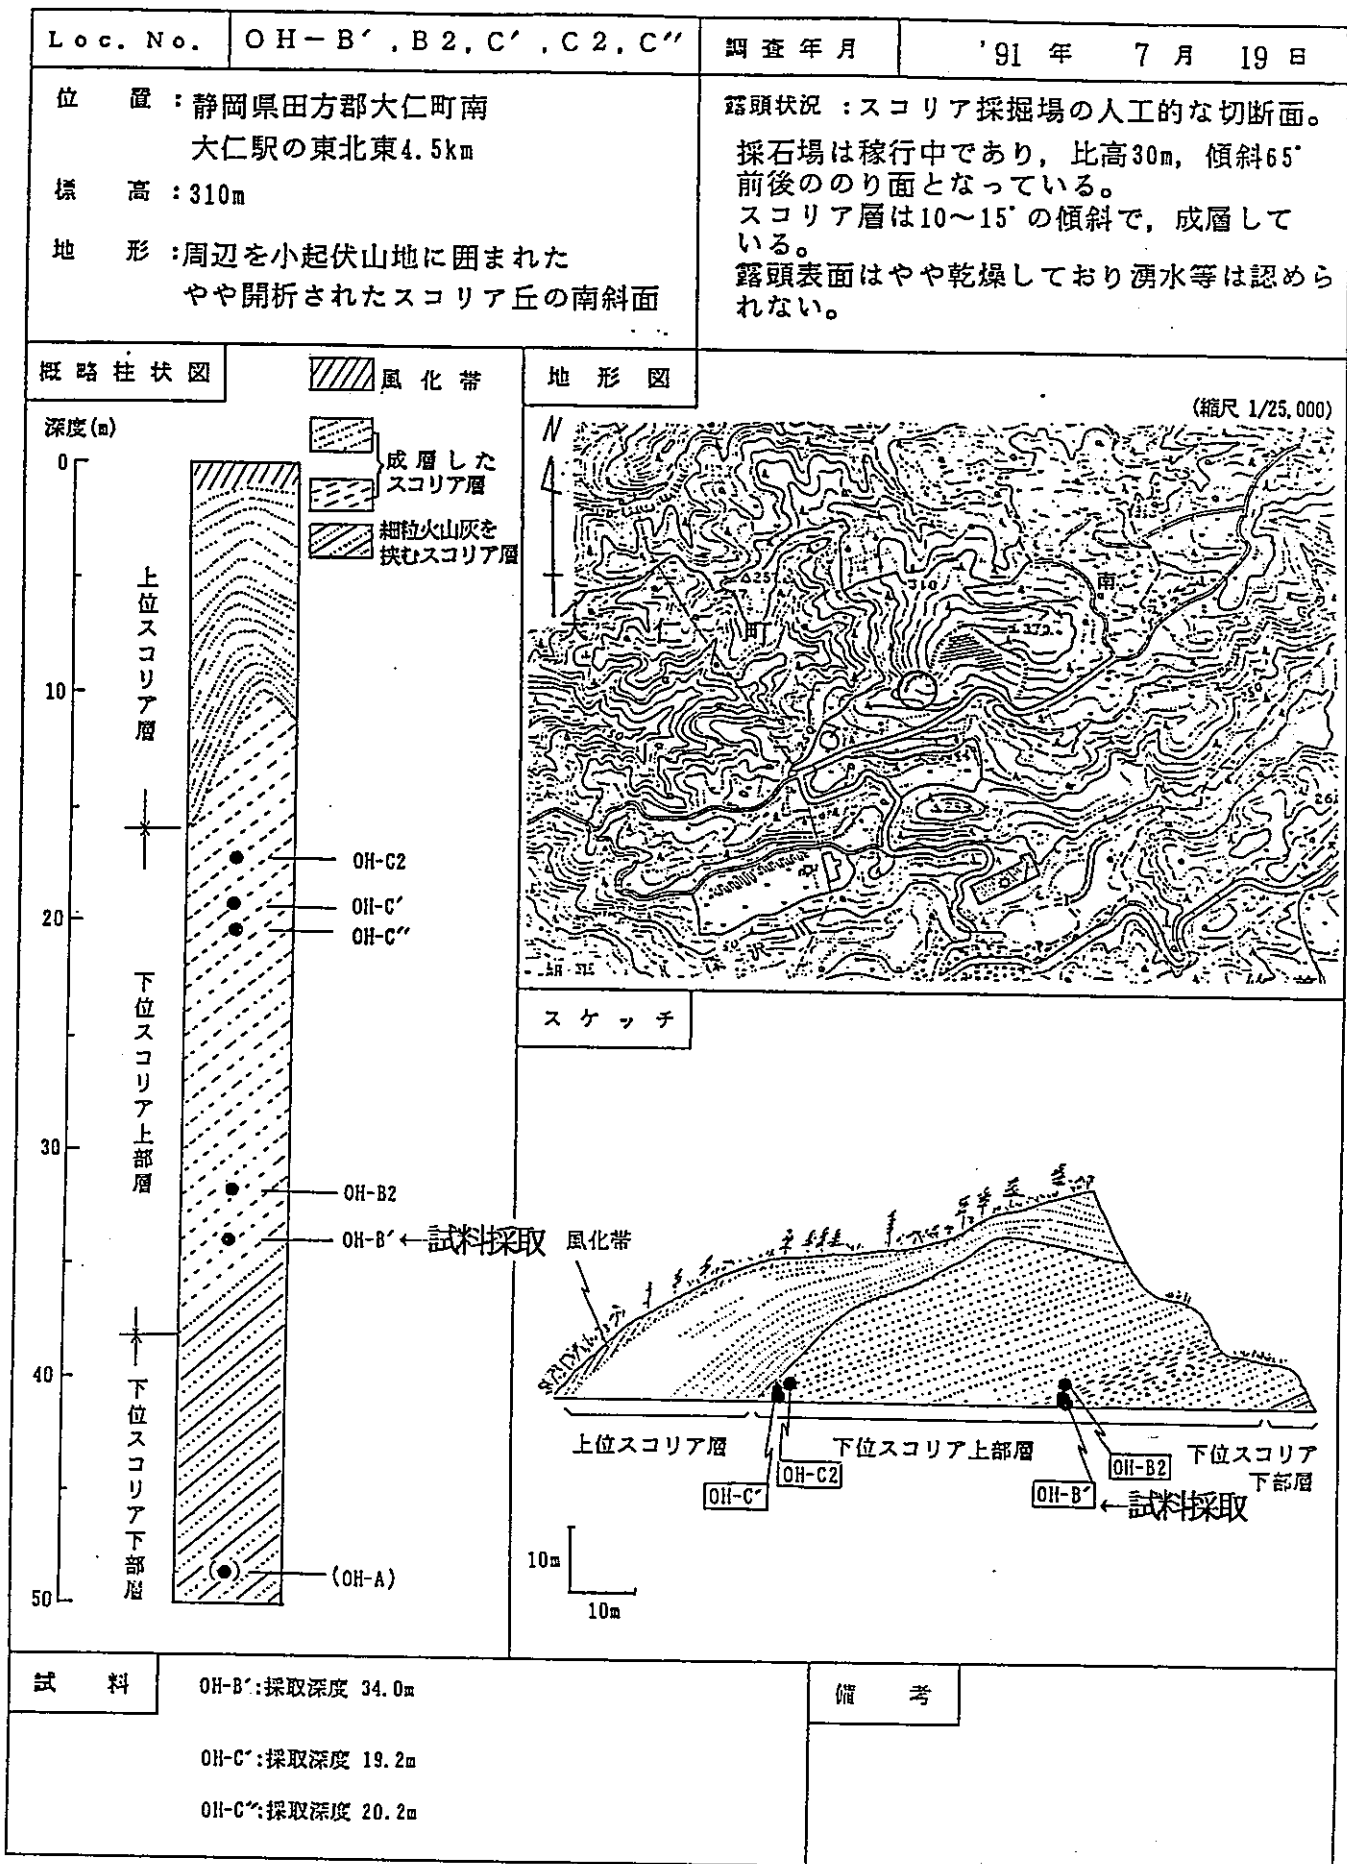 Loc. No.
OH-B′, B2, C′, C2, C″
調査年月
'91 年 7 月 19 日
位 置 : 静岡県田方郡大仁町南
大仁駅の東北東4.5km
標 高 : 310m
地 形 : 周辺を小起伏山地に囲まれた
やや開析されたスコリア丘の南斜面
露頭状況 : スコリア採掘場の人工的な切断面。
採石場は稼行中であり, 比高30m, 傾斜65°
前後ののり面となっている。
スコリア層は10~15°の傾斜で, 成層して
いる。
露頭表面はやや乾燥しており湧水等は認めら
れない。
概略柱状図
風化帯
成層した
スコリア層
細粒火山灰を
挟むスコリア層
深度(m)
0
10
20
30
40
50
上位スコリア層
下位スコリア上部層
下位スコリア下部層
OH-C2
OH-C′
OH-C″
OH-B2
OH-B′ ←試料採取
(OH-A)
地形図
(縮尺 1/25,000)
N
大仁町
南
257
310
370
スケッチ
風化帯
上位スコリア層
下位スコリア上部層
下位スコリア
下部層
OH-C′
OH-C2
OH-B′
OH-B2
←試料採取
10m
10m
試 料
OH-B′:採取深度 34.0m
OH-C′:採取深度 19.2m
OH-C″:採取深度 20.2m
備 考